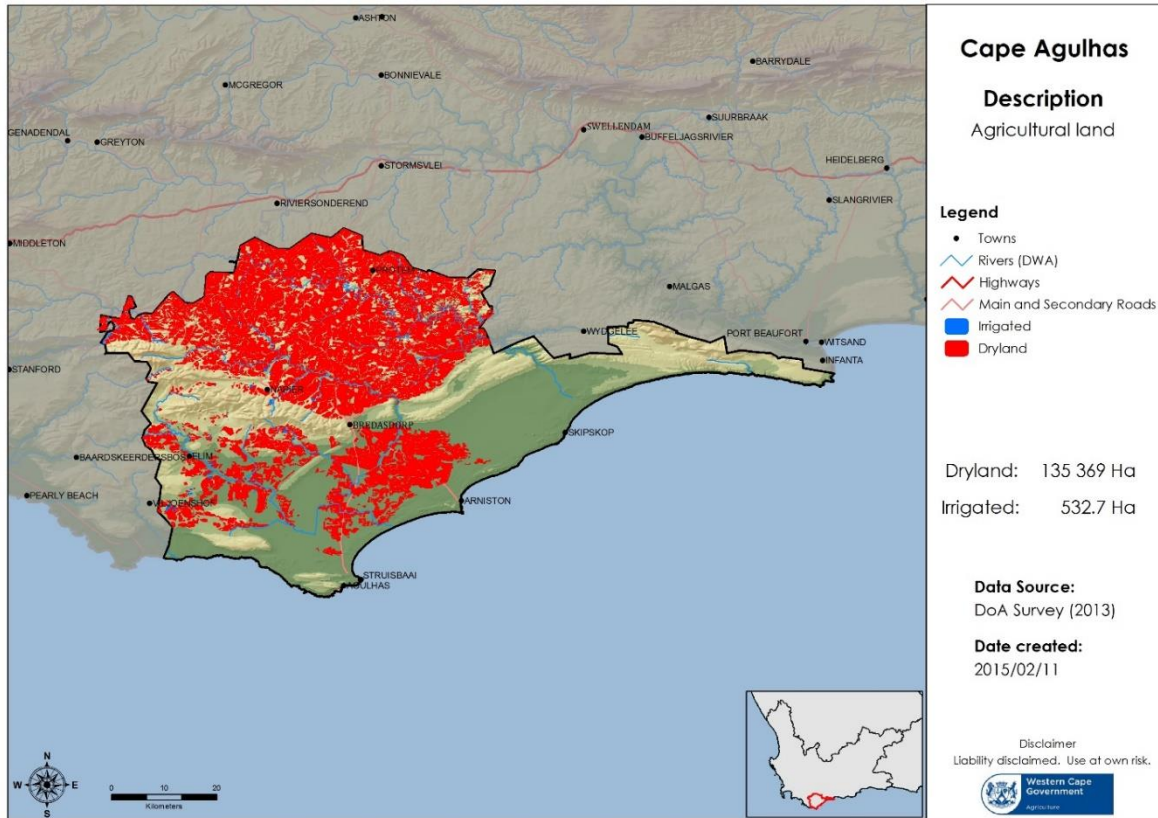 ASHTON
BARRYDALE
BONNIEVALE
MCGREGOR
SUURBRAAK
SWELLENDAM
BUFFELJAGSRIVIER
GENADENDAL
GREYTON
HEIDELBERG
STORMSVLEI
SLANGRIVIER
RIVIERSONDEREND
MIDDLETON
MALGAS
WYDGELEE
PORT BEAUFORT
WITSAND
INFANTA
STANFORD
BREDASDORP
SKIPSKOP
ELIM
PEARLY BEACH
ARNISTON
STRUISBAAI
AGULHAS
N
W
E
S
0
10
20
Kilometers
Cape Agulhas
Description
Agricultural land
Legend
Towns
Rivers (DWA)
Highways
Main and Secondary Roads
Irrigated
Dryland
Dryland: 135 369 Ha
Irrigated: 532.7 Ha
Data Source:
DoA Survey (2013)
Date created:
2015/02/11
Disclaimer
Liability disclaimed. Use at own risk.
Western Cape
Government
Agriculture